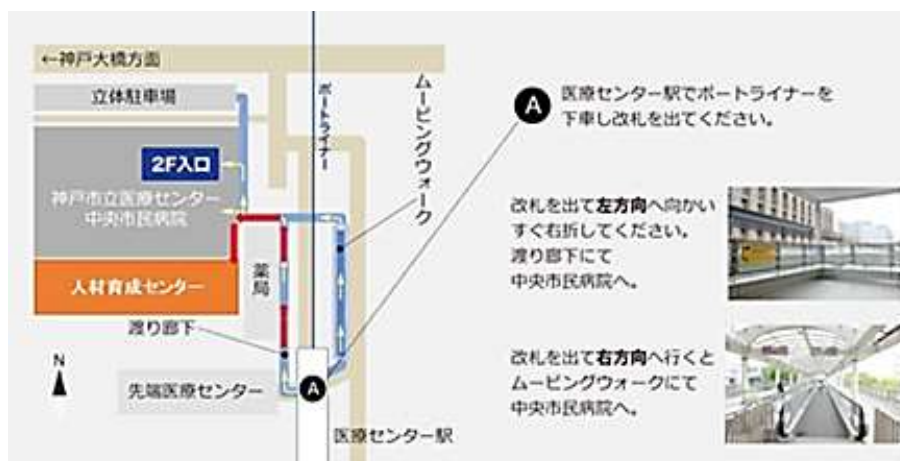 ←神戸大橋方面
立体駐車場
2F入口
神戸市立医療センター
中央市民病院
人材育成センター
薬局
渡り廊下
N
先端医療センター
A
医療センター駅
ポートライナー
ムービングウォーク
A
医療センター駅でポートライナーを
下車し改札を出てください。
改札を出て左方向へ向かい
すぐ右折してください。
渡り廊下にて
中央市民病院へ。
改札を出て右方向へ行くと
ムービングウォークにて
中央市民病院へ。